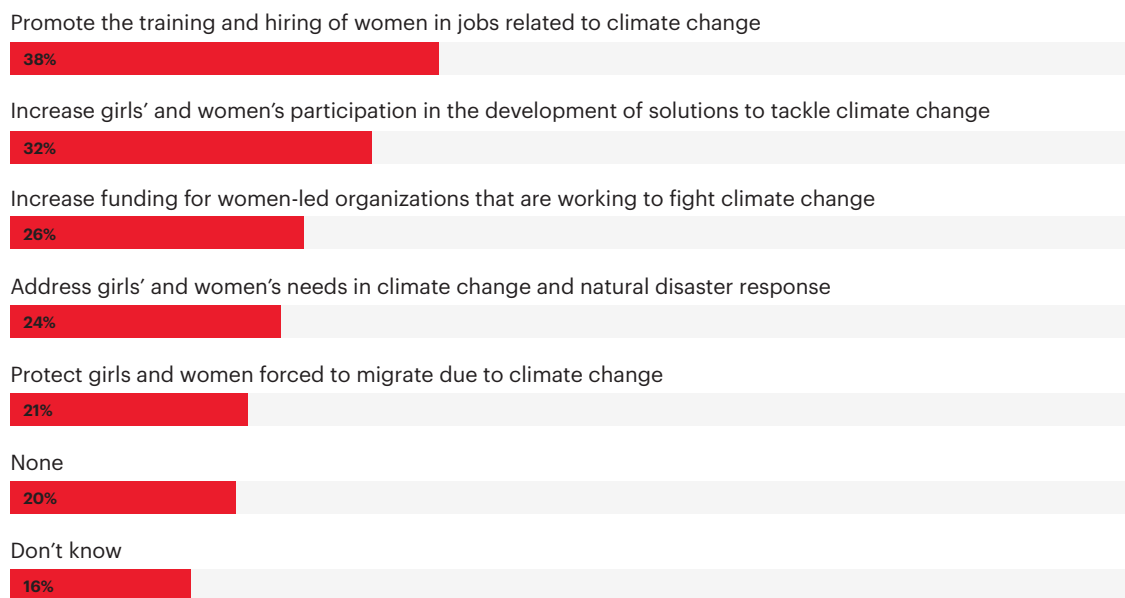 Promote the training and hiring of women in jobs related to climate change
38%
Increase girls’ and women’s participation in the development of solutions to tackle climate change
32%
Increase funding for women-led organizations that are working to fight climate change
26%
Address girls’ and women’s needs in climate change and natural disaster response
24%
Protect girls and women forced to migrate due to climate change
21%
None
20%
Don’t know
16%